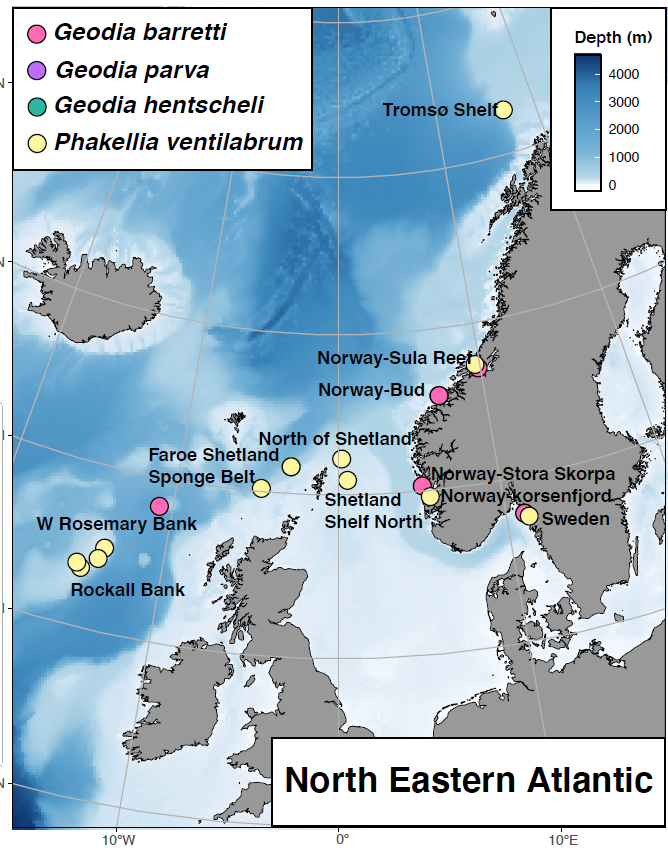 Geodia barretti
Geodia parva
Geodia hentscheli
Phakellia ventilabrum
Depth (m)
4000
3000
2000
1000
0
Tromsø Shelf
Norway-Sula Reef
Norway-Bud
North of Shetland
Faroe Shetland
Sponge Belt
Norway-Stora Skorpa
Norway-korsenfjord
Shetland
Shelf North
Sweden
W Rosemary Bank
Rockall Bank
North Eastern Atlantic
N
N
N
N
N
10°W
0°
10°E